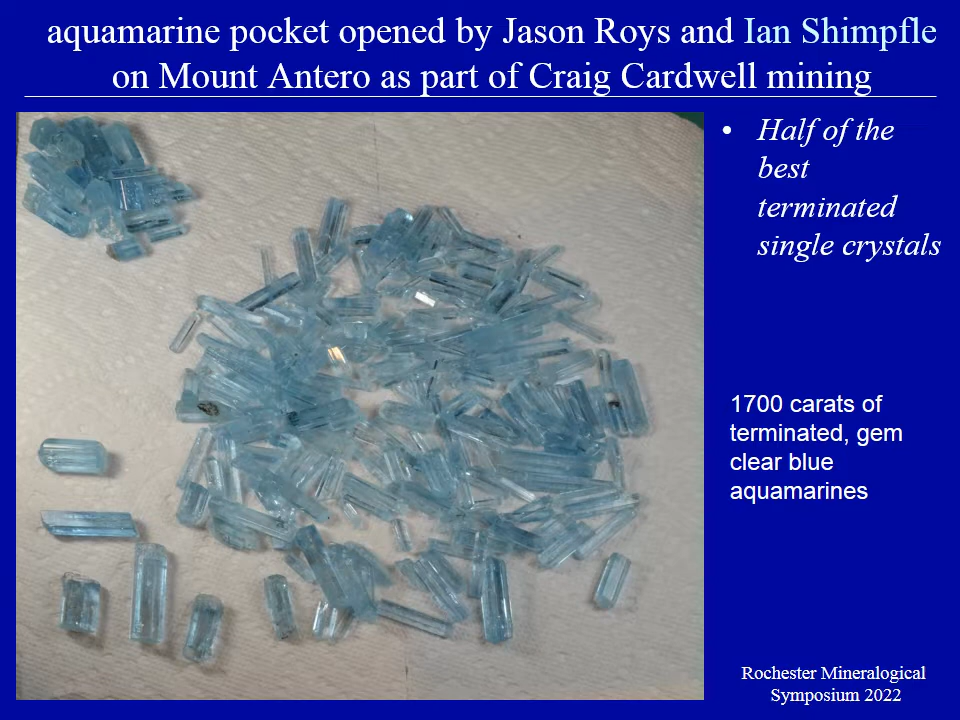 aquamarine pocket opened by Jason Roys and Ian Shimpfle
on Mount Antero as part of Craig Cardwell mining
• Half of the
best
terminated
single crystals
1700 carats of
terminated, gem
clear blue
aquamarines
Rochester Mineralogical
Symposium 2022